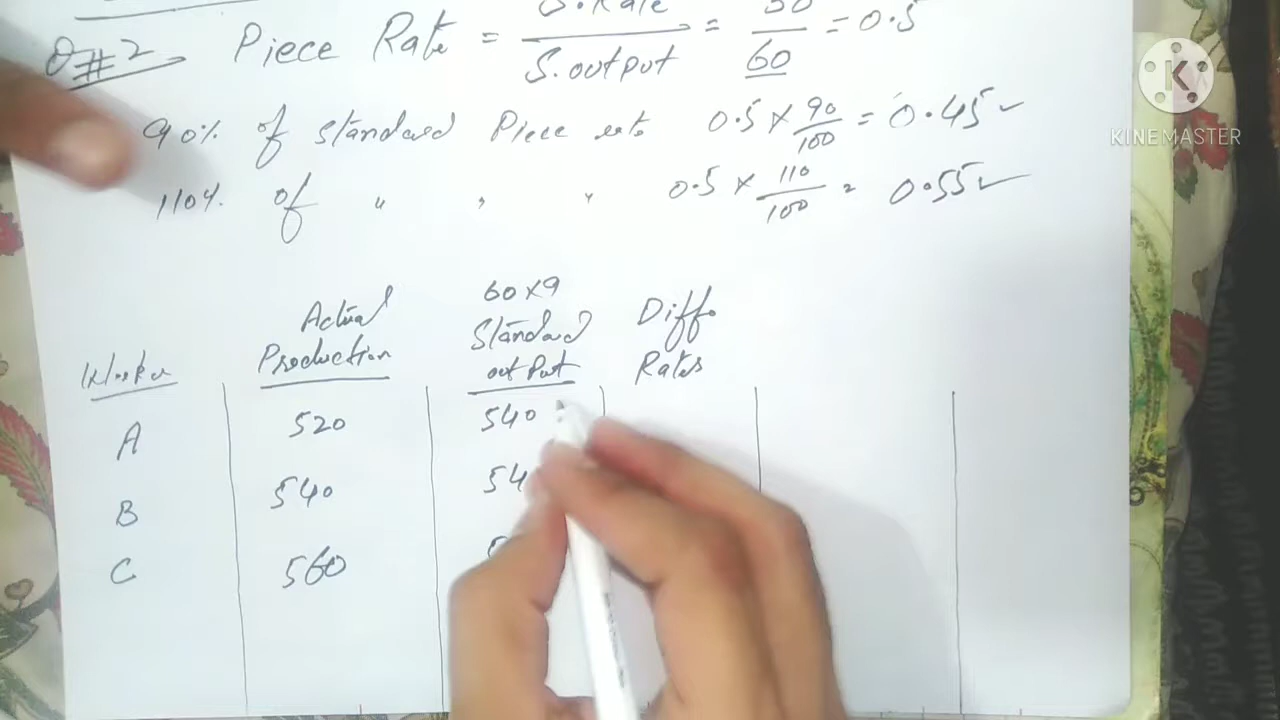 Q#2 Piece Rate = S.Rate / S.output = 30 / 60 = 0.5
90% of standard Piece rate 0.5 × 90/100 = 0.45 ✓
110% of " " " 0.5 × 110/100 = 0.55 ✓
K
KINEMASTER
60×9
Worker Actual Production Standard output Diff. Rates
A 520 540
B 540 54
C 560